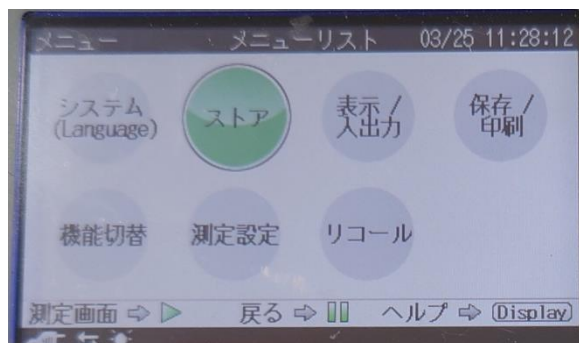 メニュー メニューリスト 03/25 11:28:12
システム
(Language)
ストア
表示 /
入出力
保存 /
印刷
機能切替
測定設定
リコール
測定画面 ⇨ ▷ 戻る ⇨ ▯▯ ヘルプ ⇨ (Display)